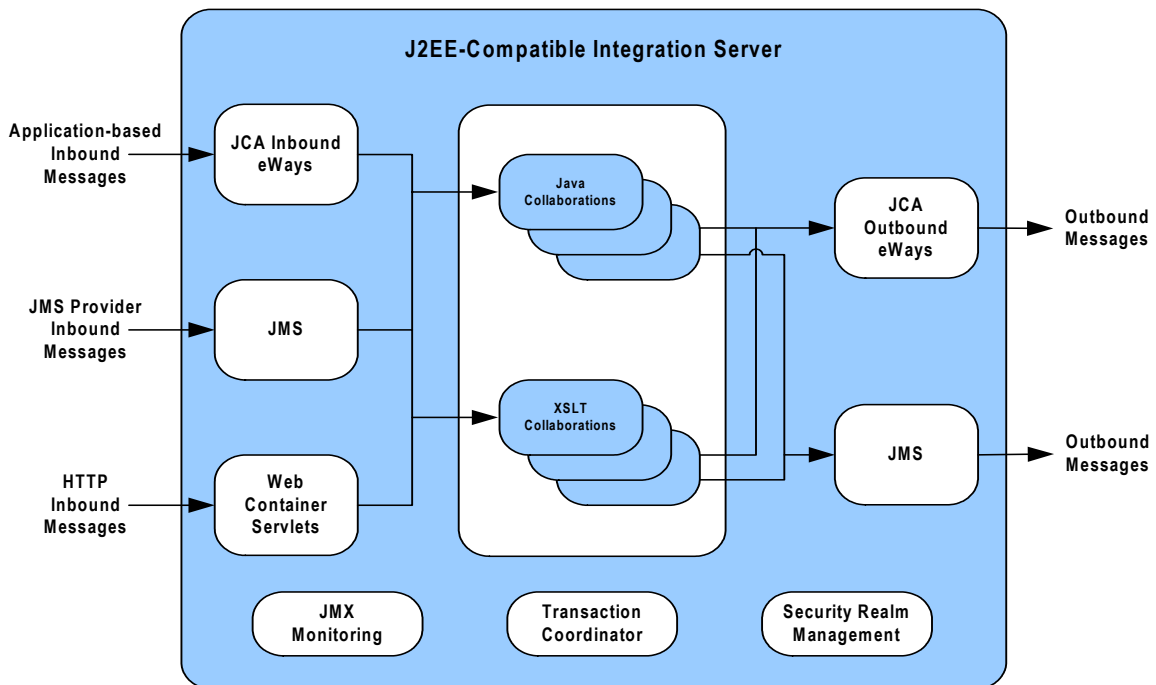 J2EE-Compatible Integration Server
Application-based
Inbound
Messages
JCA Inbound
eWays
Java
Collaborations
JCA
Outbound
eWays
Outbound
Messages
JMS Provider
Inbound
Messages
JMS
XSLT
Collaborations
JMS
Outbound
Messages
HTTP
Inbound
Messages
Web
Container
Servlets
JMX
Monitoring
Transaction
Coordinator
Security Realm
Management